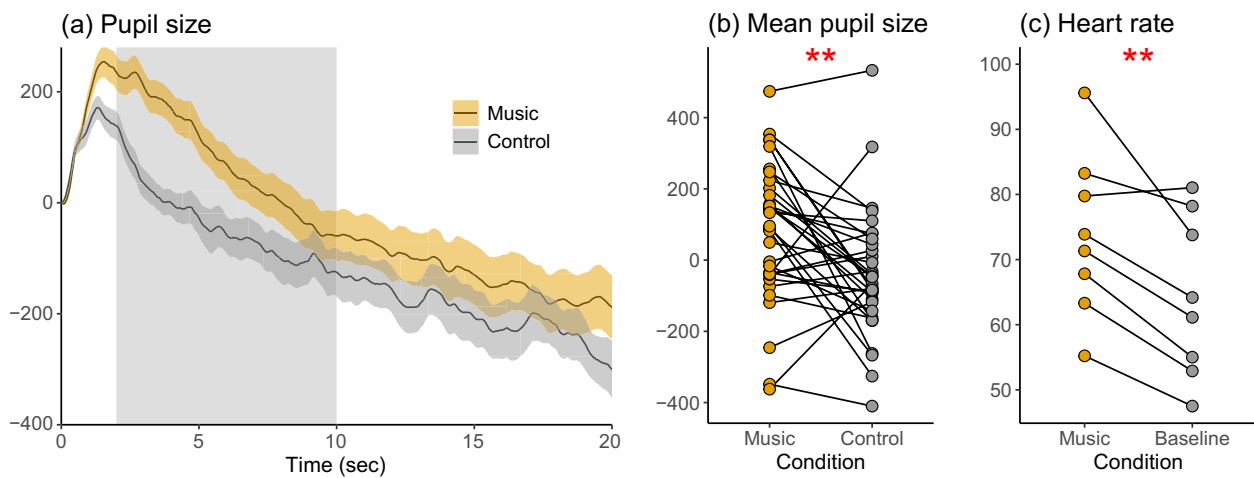 (a) Pupil size
200
0
−200
−400
0
5
10
15
20
Time (sec)
Music
Control
(b) Mean pupil size
**
400
200
0
−200
−400
Music
Control
Condition
(c) Heart rate
**
100
90
80
70
60
50
Music
Baseline
Condition